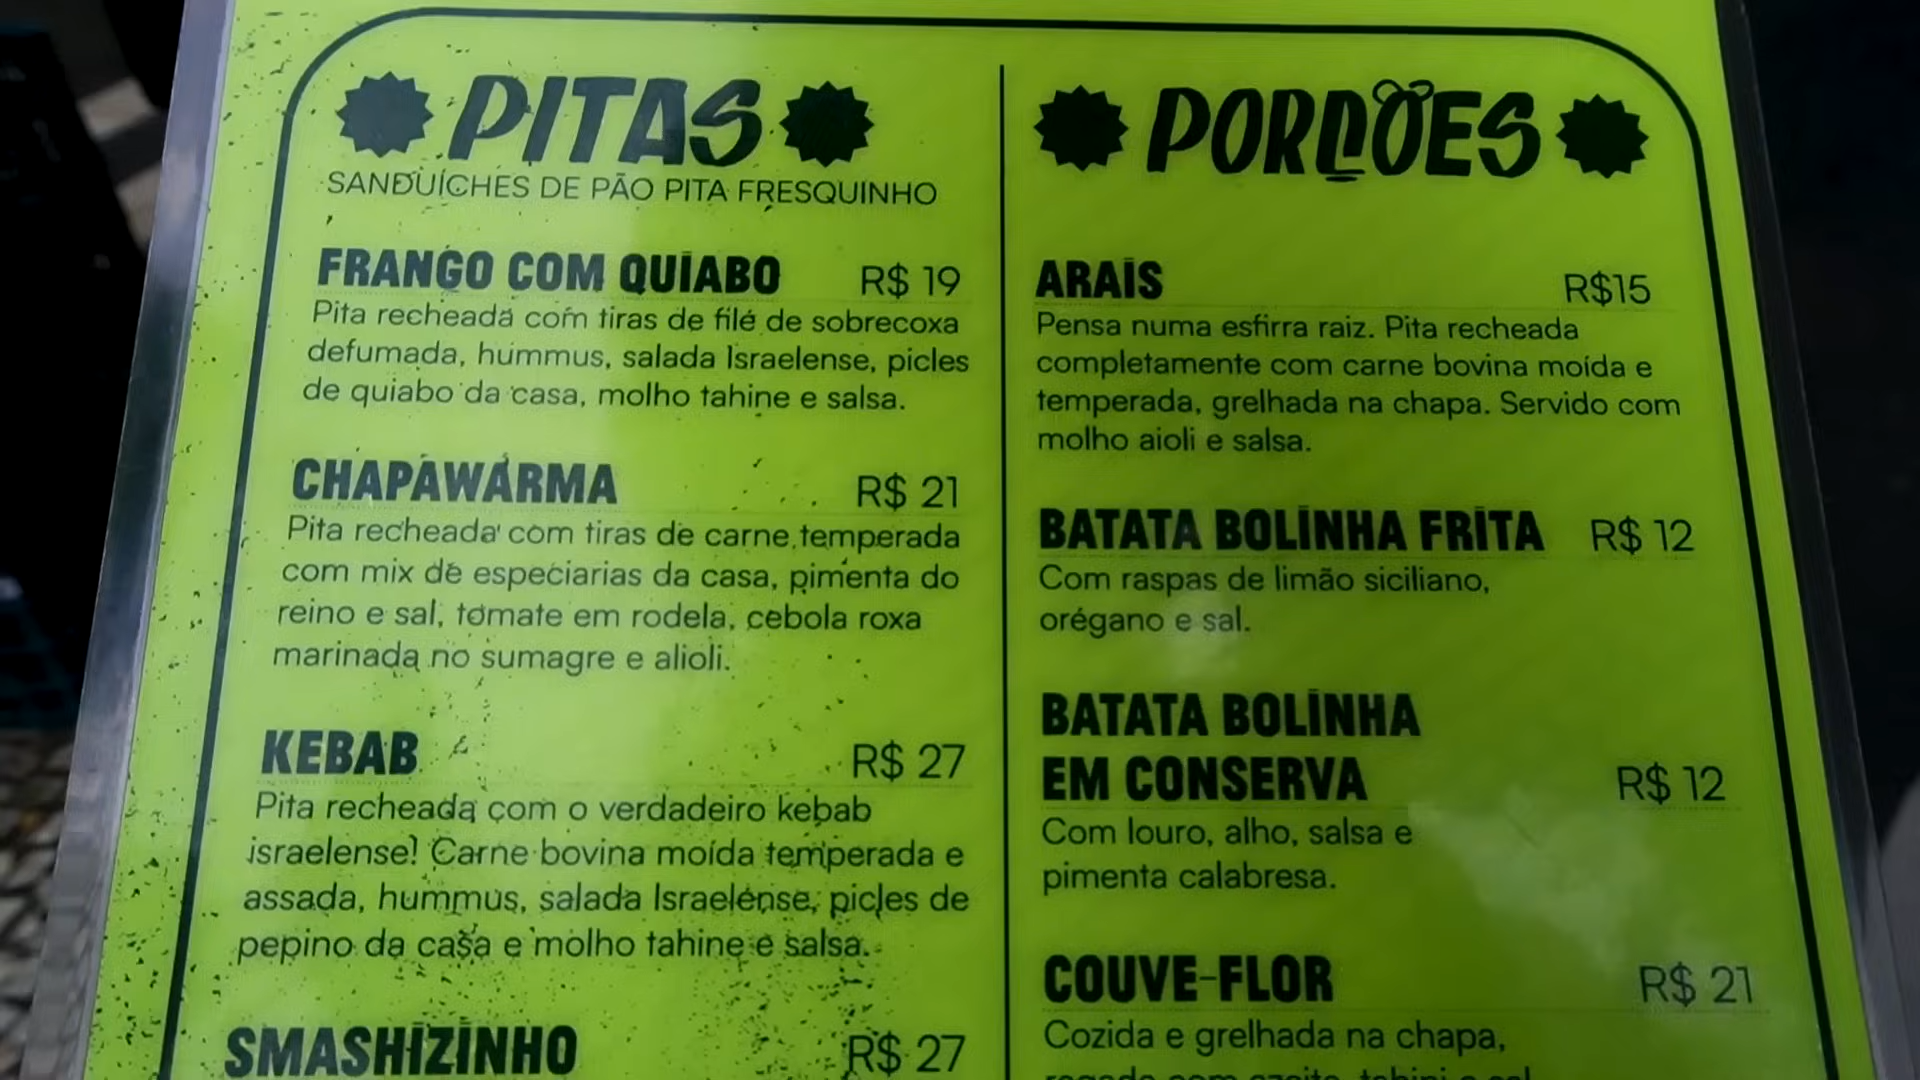 PITAS
SANDUÍCHES DE PÃO PITA FRESQUINHO
FRANGO COM QUIABO R$ 19
Pita recheada com tiras de filé de sobrecoxa
defumada, hummus, salada Israelense, picles
de quiabo da casa, molho tahine e salsa.
CHAPAWARMA R$ 21
Pita recheada com tiras de carne temperada
com mix de especiarias da casa, pimenta do
reino e sal, tomate em rodela, cebola roxa
marinada no sumagre e alioli.
KEBAB R$ 27
Pita recheada com o verdadeiro kebab
israelense! Carne bovina moída temperada e
assada, hummus, salada Israelense, picles de
pepino da casa e molho tahine e salsa.
SMASHIZINHO R$ 27
PORÇÕES
ARAIS R$15
Pensa numa esfirra raiz. Pita recheada
completamente com carne bovina moída e
temperada, grelhada na chapa. Servido com
molho aioli e salsa.
BATATA BOLINHA FRITA R$ 12
Com raspas de limão siciliano,
orégano e sal.
BATATA BOLINHA
EM CONSERVA R$ 12
Com louro, alho, salsa e
pimenta calabresa.
COUVE-FLOR R$ 21
Cozida e grelhada na chapa,
regada com azeite, tahini e sal